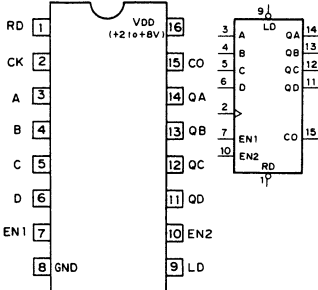 RD 1 VDD 16
(+2 to +8V)
CK 2 15 CO
A 3 14 QA
B 4 13 QB
C 5 12 QC
D 6 11 QD
EN1 7 10 EN2
8 GND 9 LD
9
LD
3 A QA 14
4 B QB 13
5 C QC 12
6 D QD 11
2
7 EN1 CO 15
10 EN2
RD
1